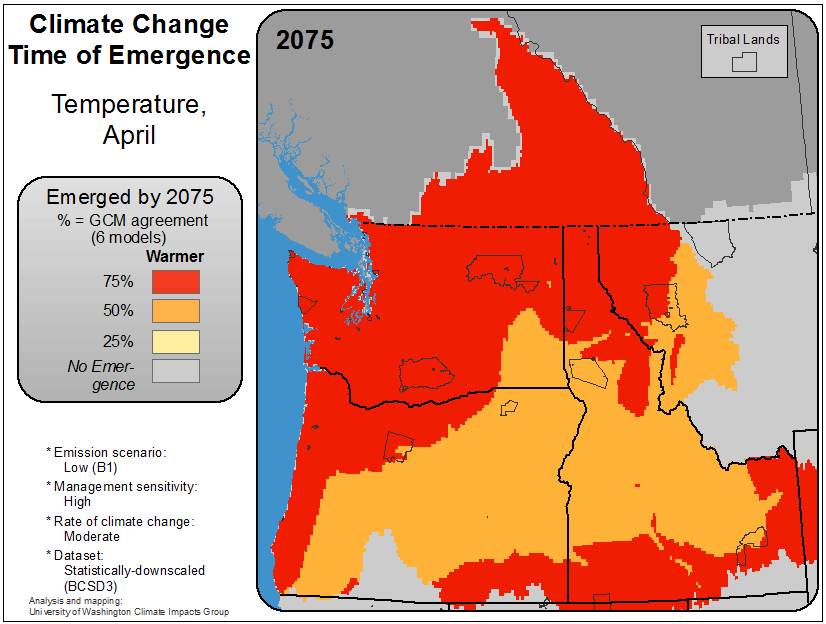 Climate Change
Time of Emergence
Temperature,
April
Emerged by 2075
% = GCM agreement
(6 models)
Warmer
75%
50%
25%
No Emer-
gence
* Emission scenario:
Low (B1)
* Management sensitivity:
High
* Rate of climate change:
Moderate
* Dataset:
Statistically-downscaled
(BCSD3)
Analysis and mapping:
University of Washington Climate Impacts Group
2075
Tribal Lands